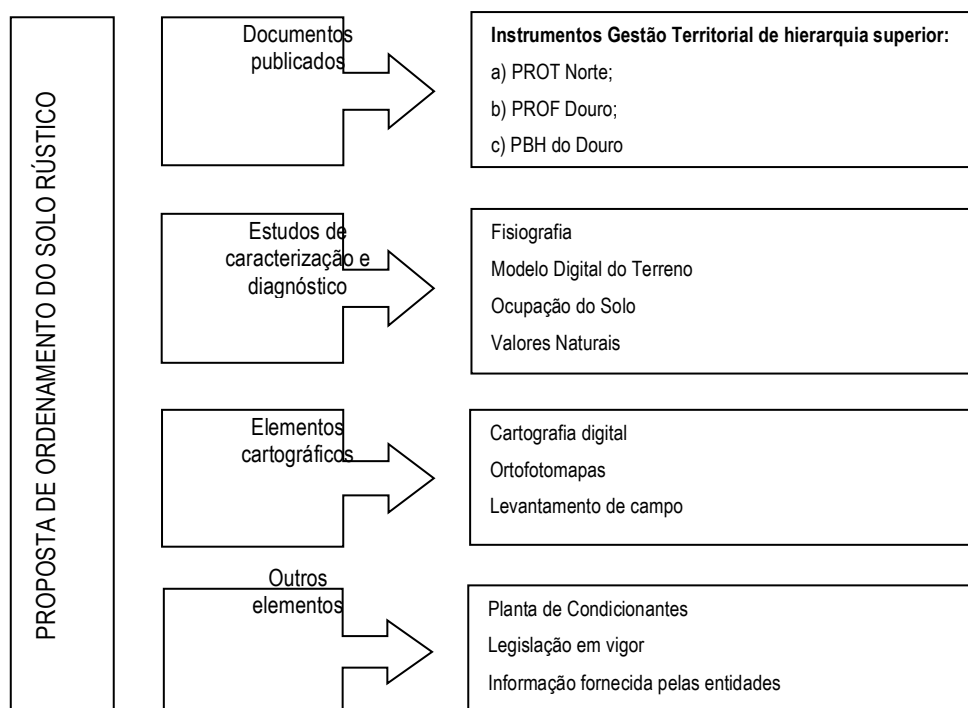 PROPOSTA DE ORDENAMENTO DO SOLO RÚSTICO
Documentos
publicados
Instrumentos Gestão Territorial de hierarquia superior:
a) PROT Norte;
b) PROF Douro;
c) PBH do Douro
Estudos de
caracterização e
diagnóstico
Fisiografia
Modelo Digital do Terreno
Ocupação do Solo
Valores Naturais
Elementos
cartográficos
Cartografia digital
Ortofotomapas
Levantamento de campo
Outros
elementos
Planta de Condicionantes
Legislação em vigor
Informação fornecida pelas entidades